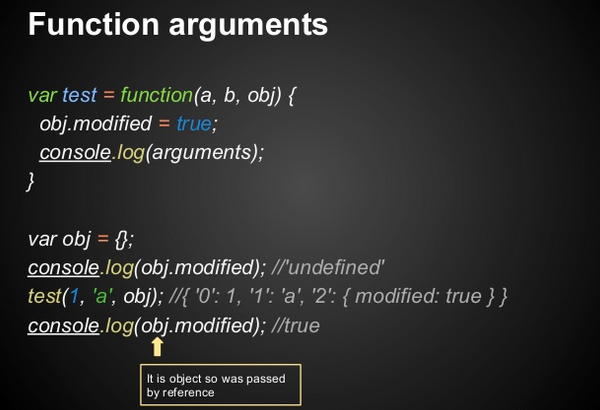 Function arguments
var test = function(a, b, obj) {
obj.modified = true;
console.log(arguments);
}
var obj = {};
console.log(obj.modified); //'undefined'
test(1, 'a', obj); //{ '0': 1, '1': 'a', '2': { modified: true } }
console.log(obj.modified); //true
It is object so was passed
by reference